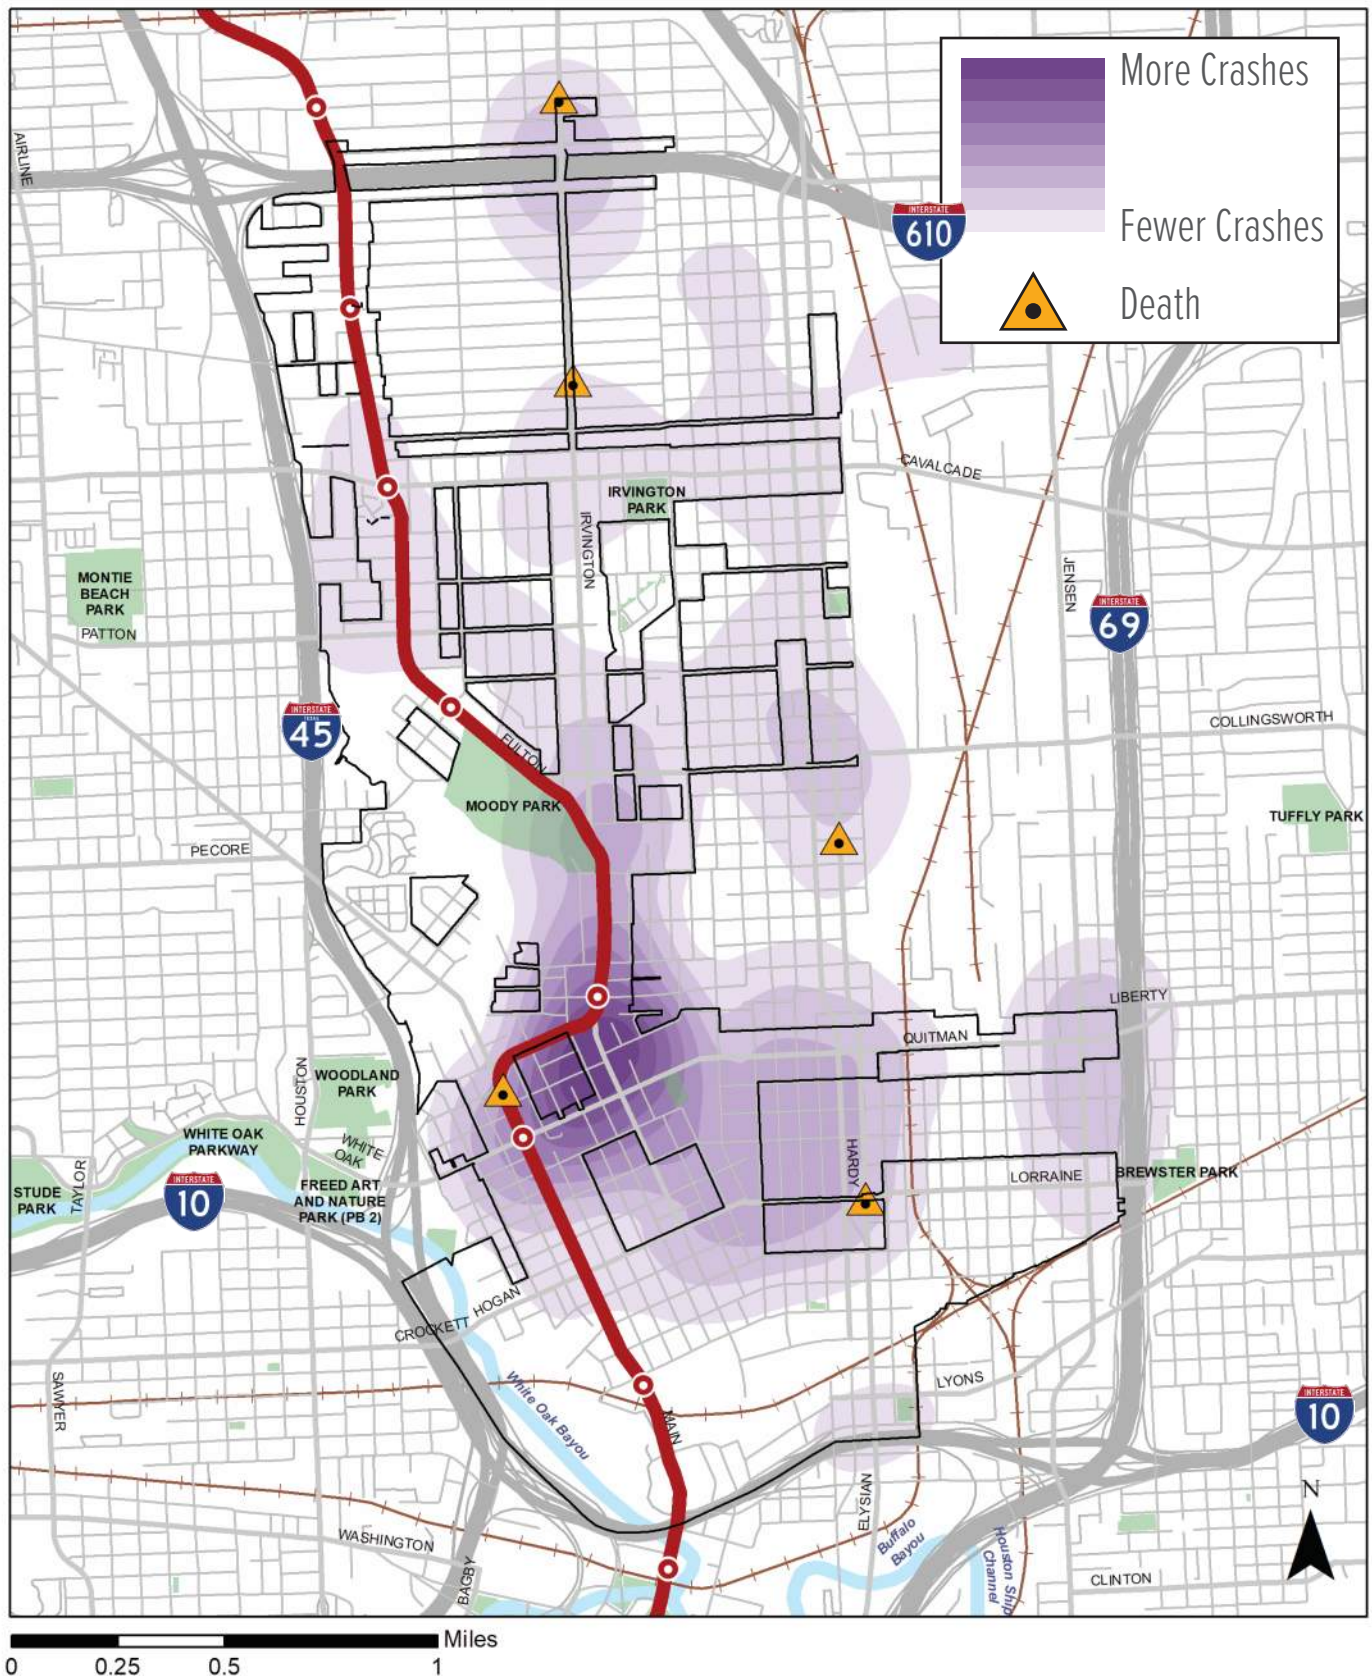 More Crashes
Fewer Crashes
Death
AIRLINE
INTERSTATE
610
CAVALCADE
IRVINGTON
PARK
IRVINGTON
JENSEN
MONTIE
BEACH
PARK
PATTON
INTERSTATE
69
INTERSTATE
TEXAS
45
COLLINGSWORTH
FULTON
MOODY PARK
TUFFLY PARK
PECORE
LIBERTY
QUITMAN
HOUSTON
WOODLAND
PARK
WHITE OAK
PARKWAY
WHITE
OAK
HARDY
LORRAINE
BREWSTER PARK
STUDE
PARK
TAYLOR
INTERSTATE
10
FREED ART
AND NATURE
PARK (PB 2)
HOGAN
CROCKETT
SAWYER
White Oak Bayou
MAIN
LYONS
INTERSTATE
10
N
ELYSIAN
WASHINGTON
BAGBY
Buffalo
Bayou
Houston Ship
Channel
CLINTON
Miles
0 0.25 0.5 1